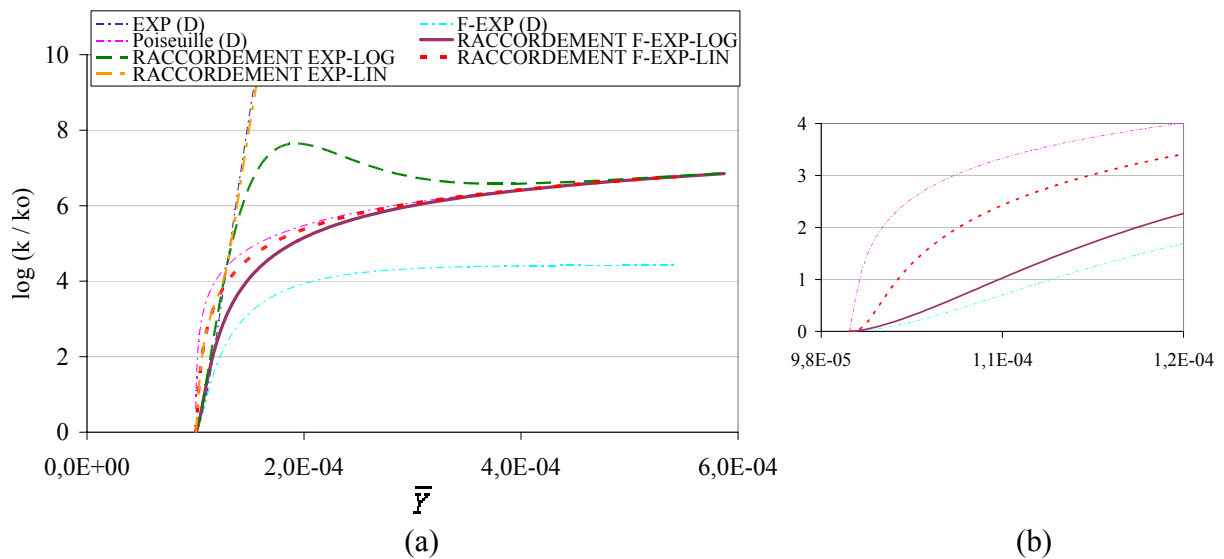 EXP (D)
F-EXP (D)
Poiseuille (D)
RACCORDEMENT F-EXP-LOG
RACCORDEMENT EXP-LOG
RACCORDEMENT F-EXP-LIN
RACCORDEMENT EXP-LIN
10
8
6
4
2
0
log (k / ko)
0,0E+00
2,0E-04
4,0E-04
6,0E-04
Y̅
(a)
4
3
2
1
0
9,8E-05
1,1E-04
1,2E-04
(b)